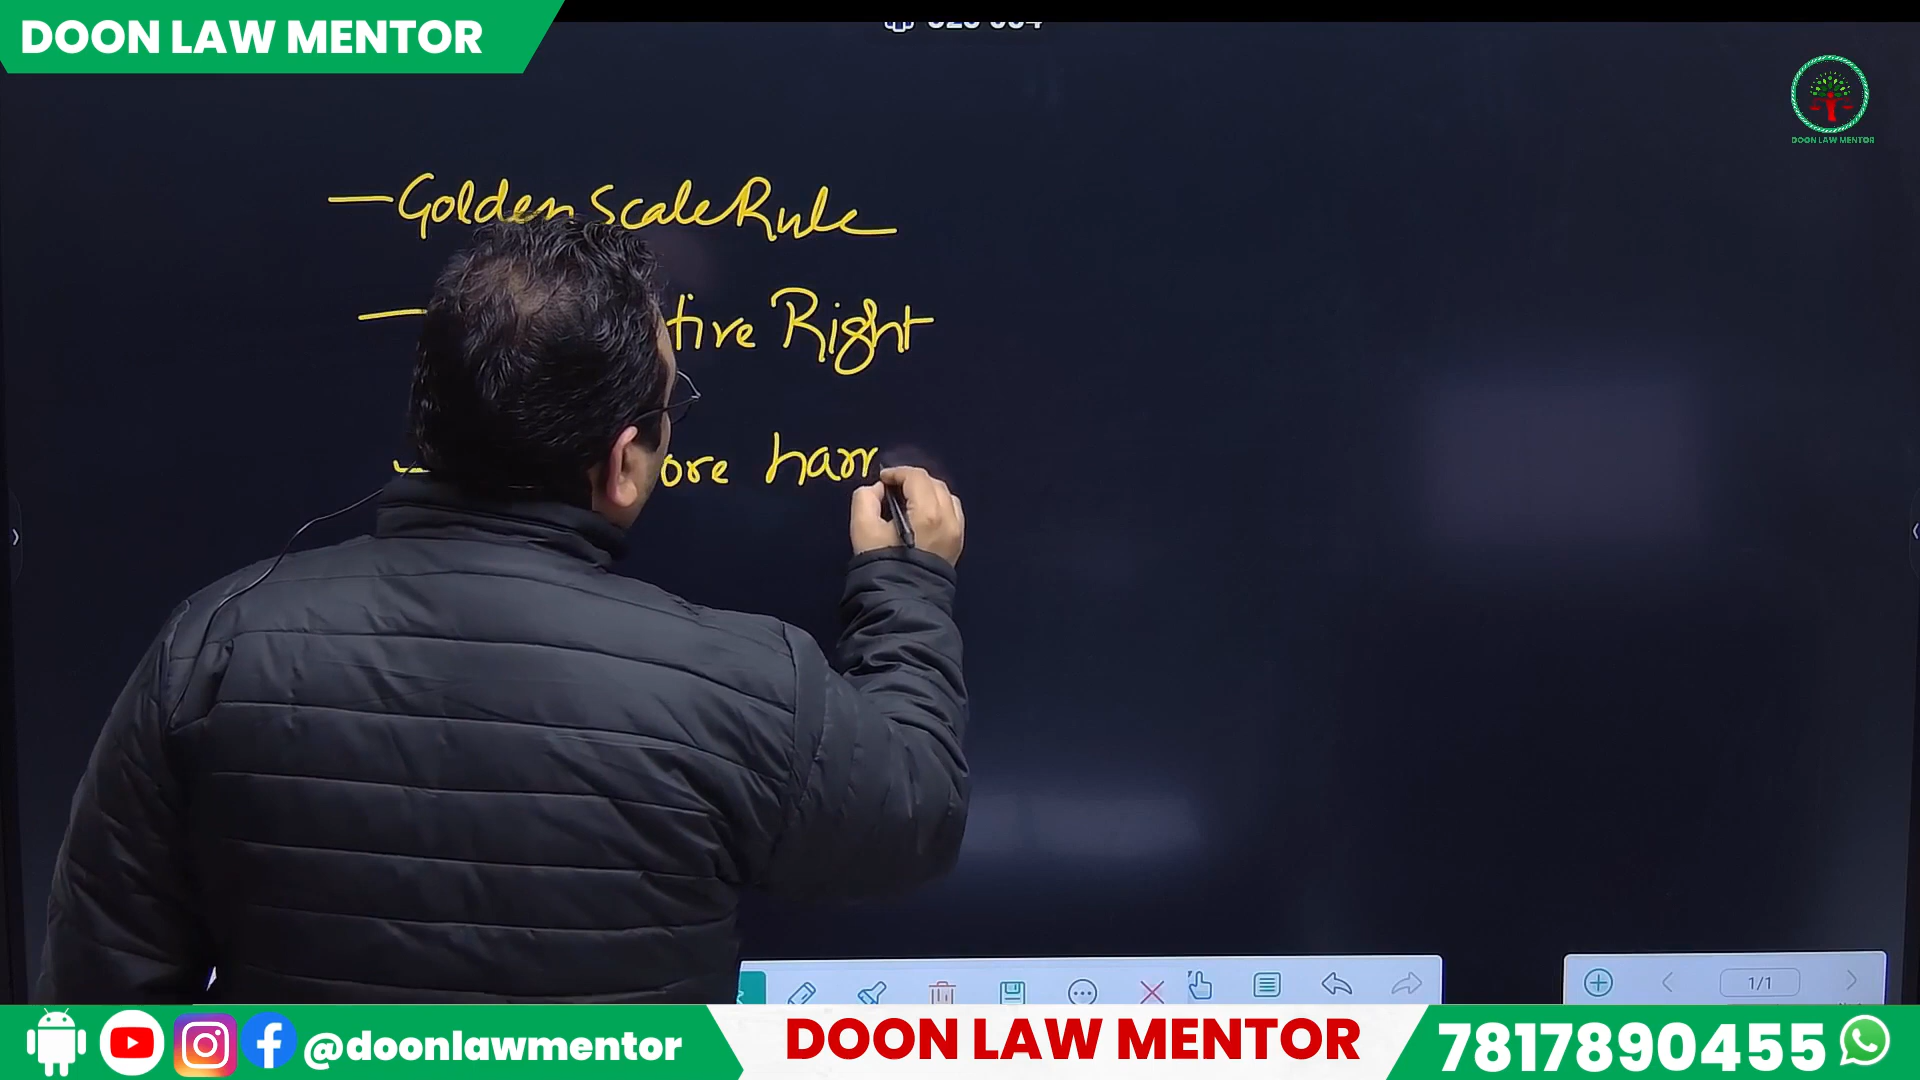 DOON LAW MENTOR
DOON LAW MENTOR
— Golden Scale Rule
— tive Right
ore harr
1/1
@doonlawmentor
DOON LAW MENTOR
7817890455